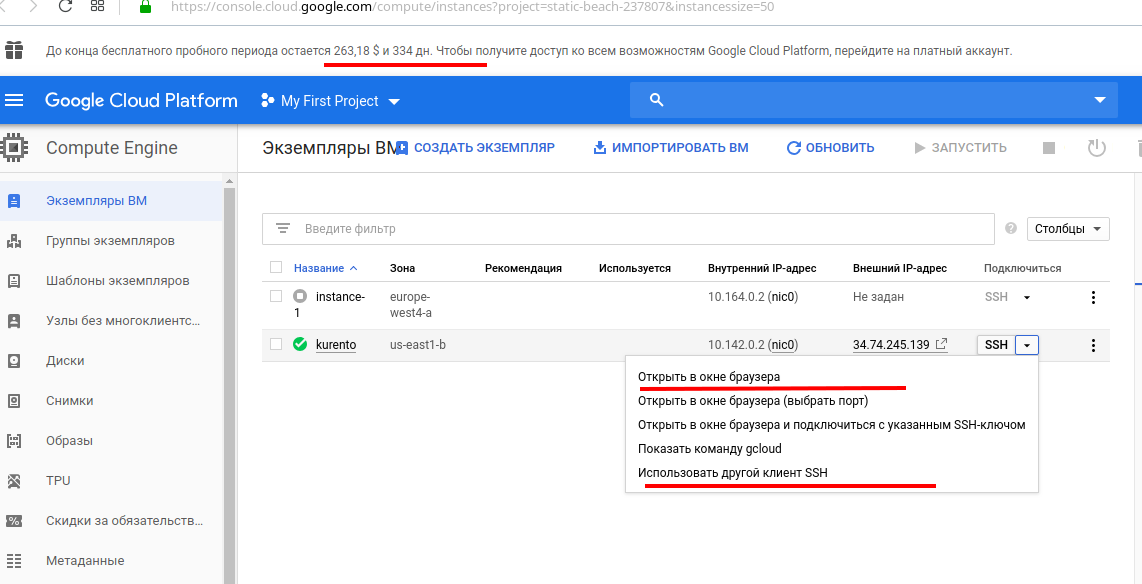 https://console.cloud.google.com/compute/instances?project=static-beach-237807&instancessize=50
До конца бесплатного пробного периода остается 263,18 $ и 334 дн. Чтобы получите доступ ко всем возможностям Google Cloud Platform, перейдите на платный аккаунт.
Google Cloud Platform My First Project
Compute Engine
Экземпляры ВМ СОЗДАТЬ ЭКЗЕМПЛЯР ИМПОРТИРОВАТЬ ВМ ОБНОВИТЬ ЗАПУСТИТЬ
Экземпляры ВМ
Группы экземпляров
Шаблоны экземпляров
Узлы без многоклиентс...
Диски
Снимки
Образы
TPU
Скидки за обязательств...
Метаданные
Введите фильтр Столбцы
Название Зона Рекомендация Используется Внутренний IP-адрес Внешний IP-адрес Подключиться
instance-1 europe-west4-a 10.164.0.2 (nic0) Не задан SSH
kurento us-east1-b 10.142.0.2 (nic0) 34.74.245.139 SSH
Открыть в окне браузера
Открыть в окне браузера (выбрать порт)
Открыть в окне браузера и подключиться с указанным SSH-ключом
Показать команду gcloud
Использовать другой клиент SSH